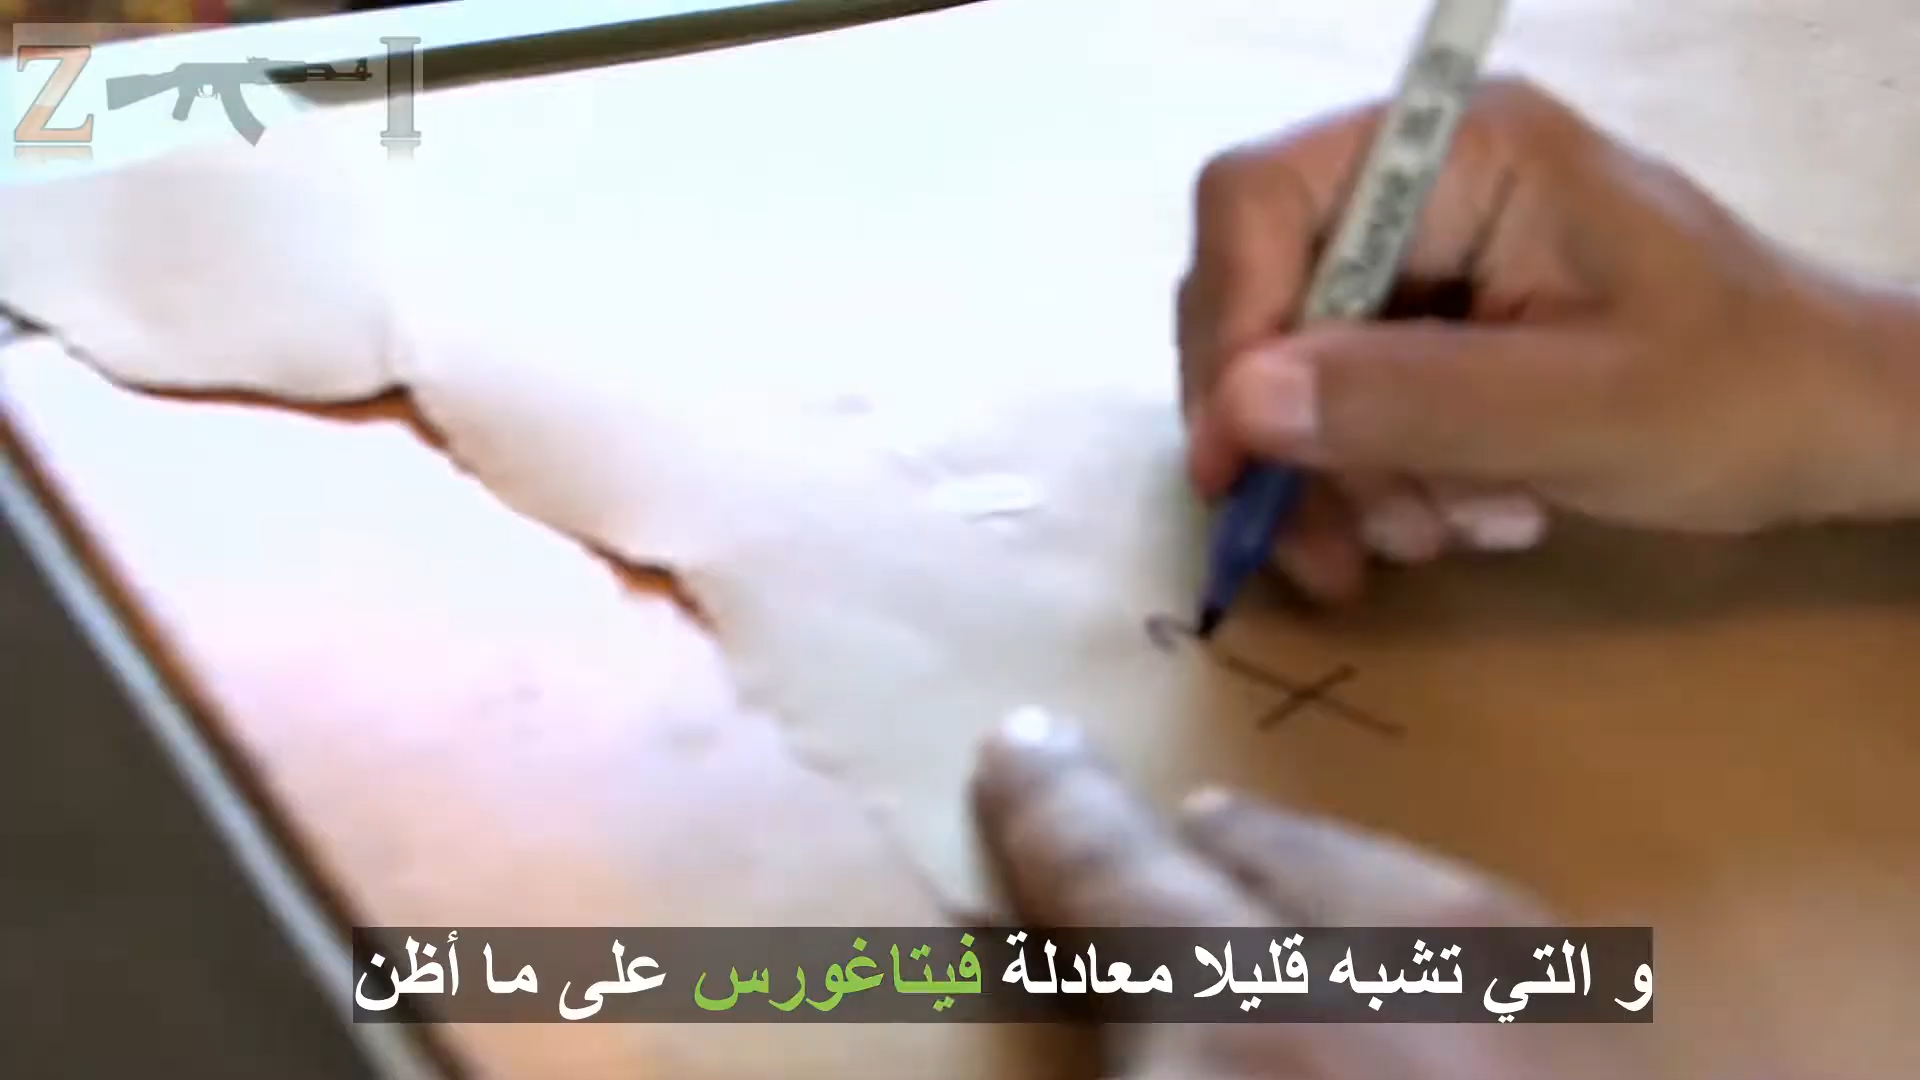 Z I
و التي تشبه قليلا معادلة فيتاغورس على ما أظن